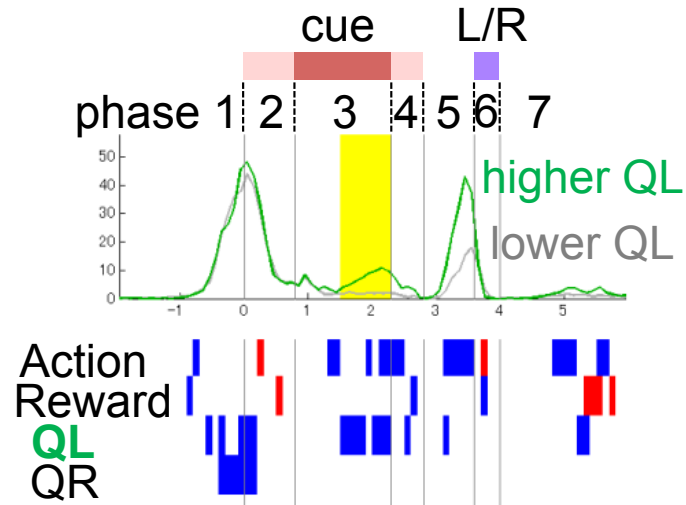 cue L/R
phase 1 2 3 4 5 6 7
50
40
30
20
10
0
higher QL
lower QL
−1 0 1 2 3 4 5
Action
Reward
QL
QR